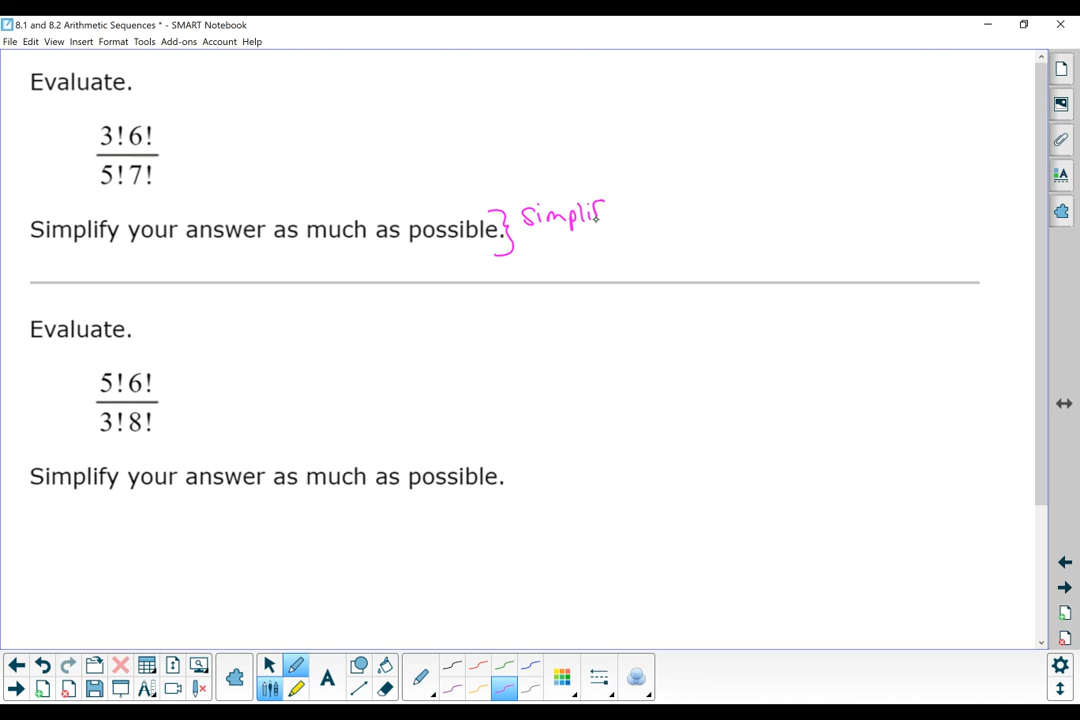 8.1 and 8.2 Arithmetic Sequences * - SMART Notebook
File Edit View Insert Format Tools Add-ons Account Help
Evaluate.
3!6!
5!7!
Simplify your answer as much as possible. } simplif
Evaluate.
5!6!
3!8!
Simplify your answer as much as possible.